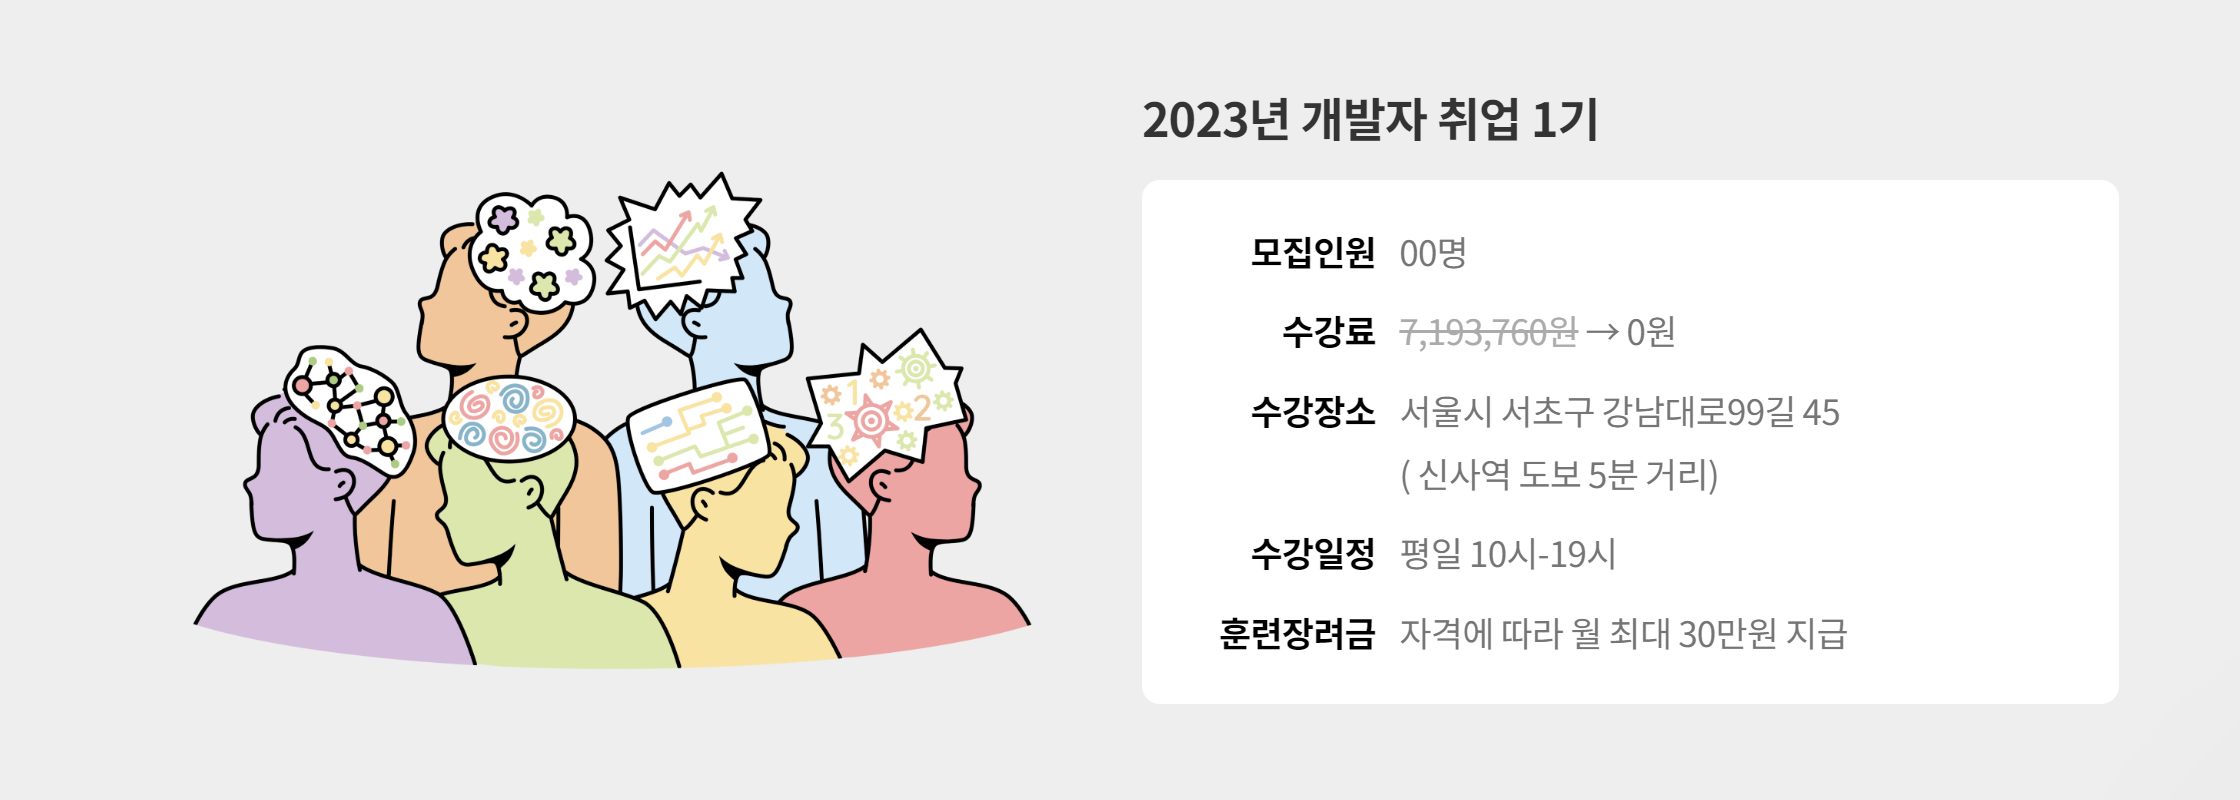 2023년 개발자 취업 1기
모집인원 00명
수강료 7,193,760원 → 0원
수강장소 서울시 서초구 강남대로99길 45
( 신사역 도보 5분 거리)
수강일정 평일 10시-19시
훈련장려금 자격에 따라 월 최대 30만원 지급
1
2
3